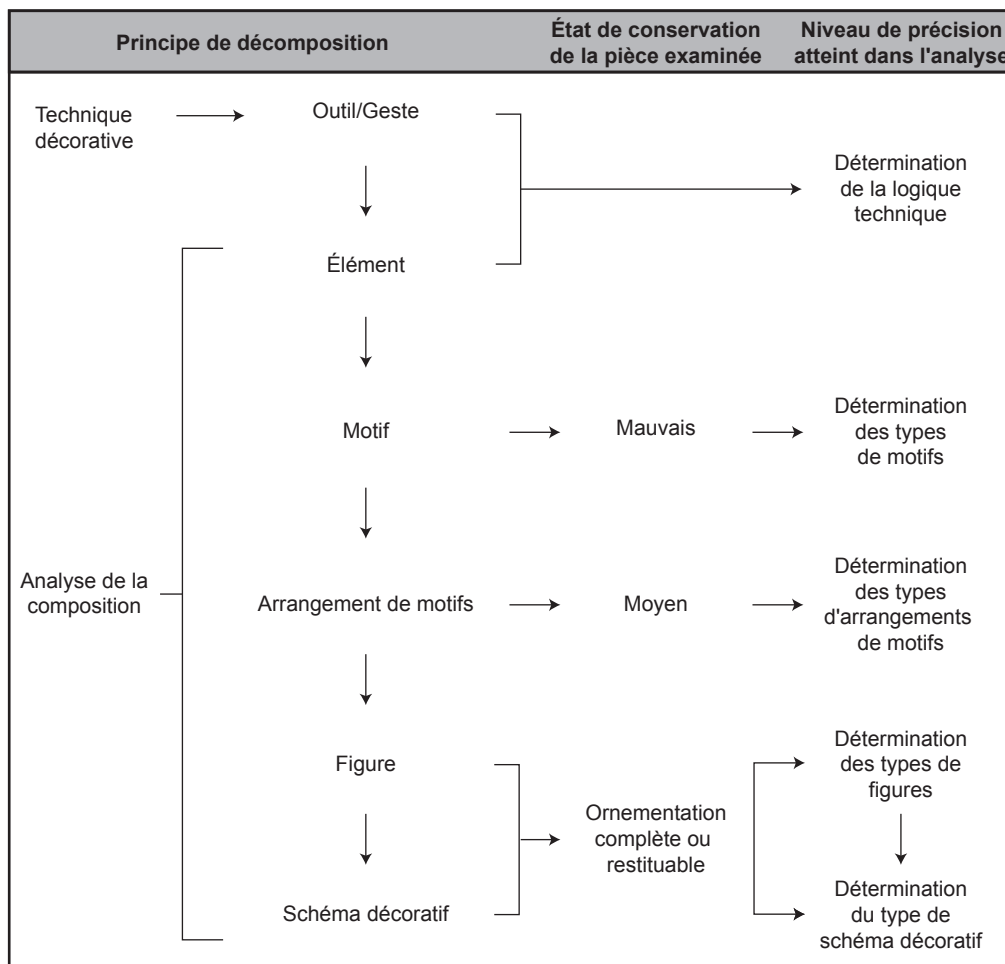 Principe de décomposition
État de conservation
de la pièce examinée
Niveau de précision
atteint dans l'analyse
Technique
décorative
Outil/Geste
Détermination
de la logique
technique
Élément
Motif
Mauvais
Détermination
des types
de motifs
Analyse de la
composition
Arrangement de motifs
Moyen
Détermination
des types
d'arrangements
de motifs
Figure
Ornementation
complète ou
restituable
Détermination
des types de
figures
Schéma décoratif
Détermination
du type de
schéma décoratif